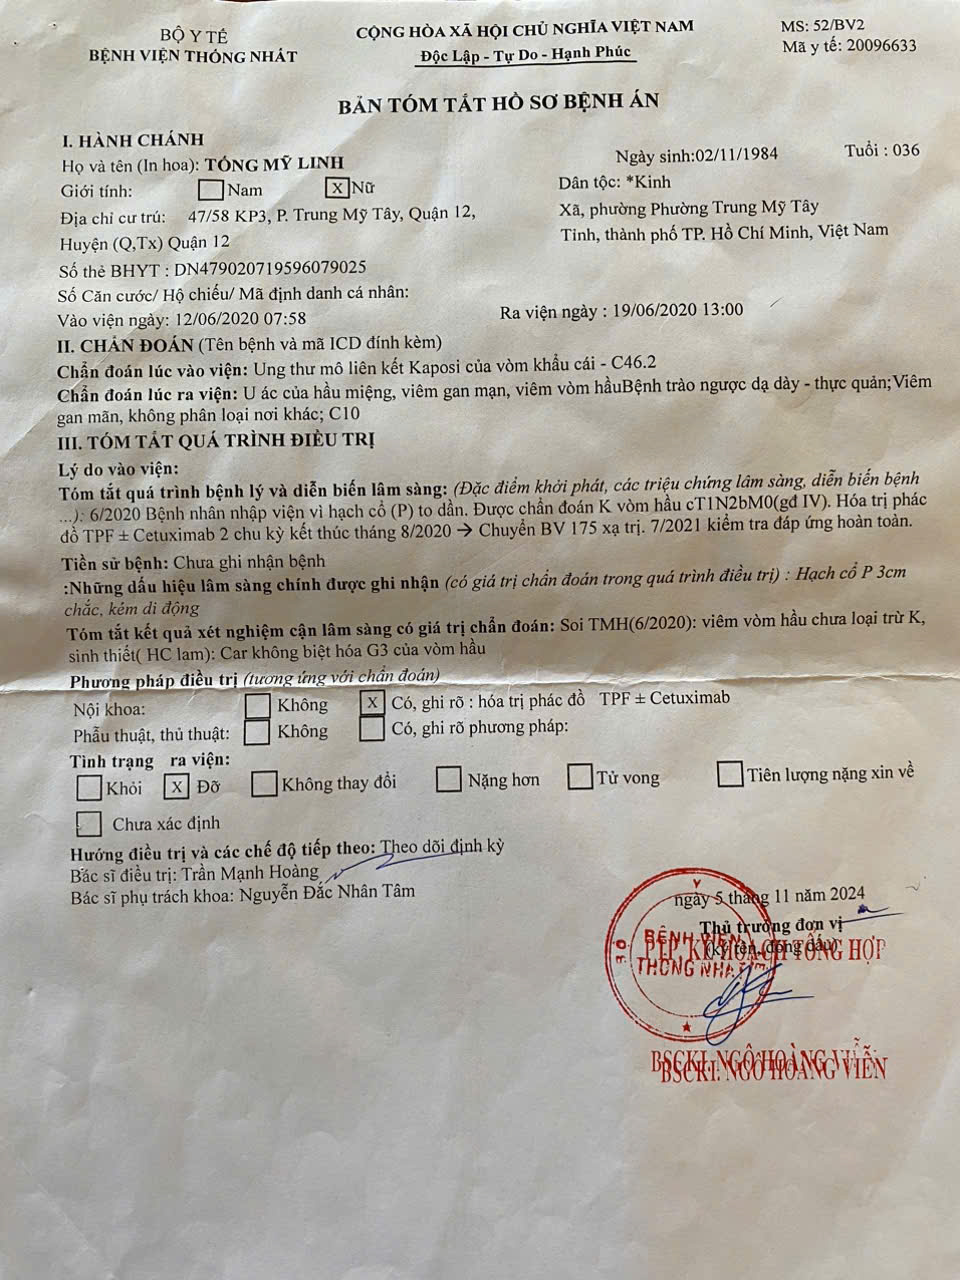 BỘ Y TẾ
BỆNH VIỆN THỐNG NHẤT
CỘNG HÒA XÃ HỘI CHỦ NGHĨA VIỆT NAM
Độc Lập - Tự Do - Hạnh Phúc
MS: 52/BV2
Mã y tế: 20096633
BẢN TÓM TẮT HỒ SƠ BỆNH ÁN
I. HÀNH CHÁNH
Họ và tên (In hoa): TỐNG MỸ LINH
Ngày sinh:02/11/1984 Tuổi : 036
Giới tính: Nam X Nữ
Dân tộc: *Kinh
Địa chỉ cư trú: 47/58 KP3, P. Trung Mỹ Tây, Quận 12,
Xã, phường Phường Trung Mỹ Tây
Huyện (Q,Tx) Quận 12
Tỉnh, thành phố TP. Hồ Chí Minh, Việt Nam
Số thẻ BHYT : DN479020719596079025
Số Căn cước/ Hộ chiếu/ Mã định danh cá nhân:
Vào viện ngày: 12/06/2020 07:58
Ra viện ngày : 19/06/2020 13:00
II. CHẨN ĐOÁN (Tên bệnh và mã ICD đính kèm)
Chẩn đoán lúc vào viện: Ung thư mô liên kết Kaposi của vòm khẩu cái - C46.2
Chẩn đoán lúc ra viện: U ác của hầu miệng, viêm gan mạn, viêm vòm hầuBệnh trào ngược dạ dày - thực quản;Viêm
gan mãn, không phân loại nơi khác; C10
III. TÓM TẮT QUÁ TRÌNH ĐIỀU TRỊ
Lý do vào viện:
Tóm tắt quá trình bệnh lý và diễn biến lâm sàng: (Đặc điểm khởi phát, các triệu chứng lâm sàng, diễn biến bệnh
...): 6/2020 Bệnh nhân nhập viện vì hạch cổ (P) to dần. Được chẩn đoán K vòm hầu cT1N2bM0(gđ IV). Hóa trị phác
đồ TPF ± Cetuximab 2 chu kỳ kết thúc tháng 8/2020 → Chuyển BV 175 xạ trị. 7/2021 kiểm tra đáp ứng hoàn toàn.
Tiền sử bệnh: Chưa ghi nhận bệnh
:Những dấu hiệu lâm sàng chính được ghi nhận (có giá trị chẩn đoán trong quá trình điều trị) : Hạch cổ P 3cm
chắc, kém di động
Tóm tắt kết quả xét nghiệm cận lâm sàng có giá trị chẩn đoán: Soi TMH(6/2020): viêm vòm hầu chưa loại trừ K,
sinh thiết( HC lam): Car không biệt hóa G3 của vòm hầu
Phương pháp điều trị (tương ứng với chẩn đoán)
Nội khoa: Không X Có, ghi rõ : hóa trị phác đồ TPF ± Cetuximab
Phẫu thuật, thủ thuật: Không Có, ghi rõ phương pháp:
Tình trạng ra viện:
Khỏi X Đỡ Không thay đổi Nặng hơn Tử vong Tiên lượng nặng xin về
Chưa xác định
Hướng điều trị và các chế độ tiếp theo: Theo dõi định kỳ
Bác sĩ điều trị: Trần Mạnh Hoàng
Bác sĩ phụ trách khoa: Nguyễn Đắc Nhân Tâm
ngày 5 tháng 11 năm 2024
Thủ trưởng đơn vị
(ký tên, đóng dấu)
BỆNH VIỆN
THỐNG NHẤT
KẾ HOẠCH TỔNG HỢP
BSCKI. NGÔ HOÀNG VIỄN